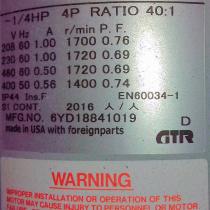 -1/4HP 4P RATIO 40:1
V Hz A r/min P. F.
208 60 1.00 1700 0.76
230 60 1.00 1720 0.69
460 60 0.50 1720 0.69
400 50 0.56 1400 0.74
IP44 Ins. F EN60034-1
S1 CONT. 2016
MFG.NO. 6YD18841019
made in USA with foreignparts
D
GTR
WARNING
IMPROPER INSTALLATION OR OPERATION OF THIS
MOTOR MAY CAUSE INJURY TO PERSONNEL OR MOTOR